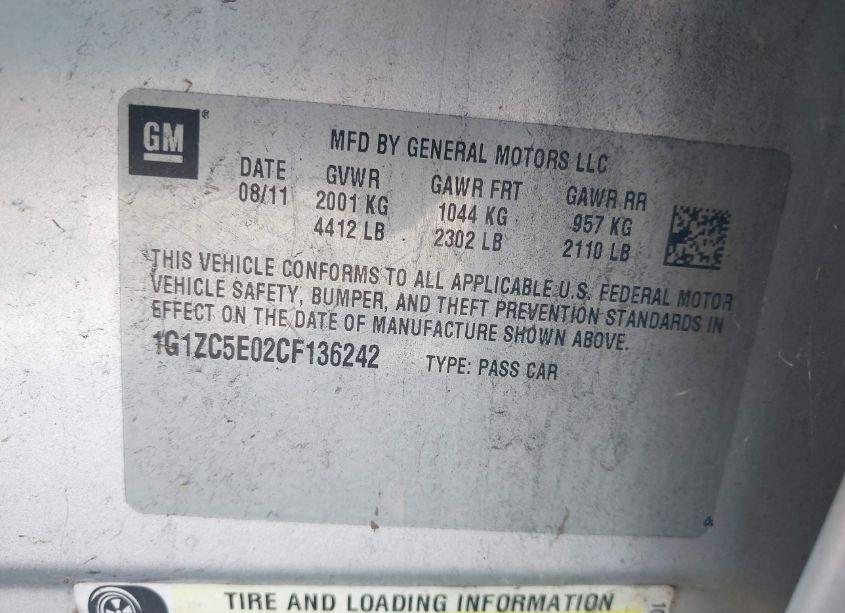 GM ®
MFD BY GENERAL MOTORS LLC
DATE GVWR GAWR FRT GAWR RR
08/11 2001 KG 1044 KG 957 KG
4412 LB 2302 LB 2110 LB
THIS VEHICLE CONFORMS TO ALL APPLICABLE U.S. FEDERAL MOTOR
VEHICLE SAFETY, BUMPER, AND THEFT PREVENTION STANDARDS IN
EFFECT ON THE DATE OF MANUFACTURE SHOWN ABOVE.
1G1ZC5E02CF136242 TYPE: PASS CAR
TIRE AND LOADING INFORMATION